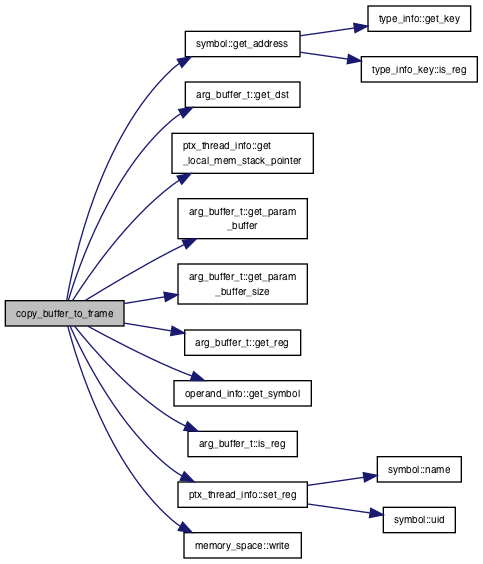 type_info::get_key
symbol::get_address
type_info_key::is_reg
arg_buffer_t::get_dst
ptx_thread_info::get
_local_mem_stack_pointer
arg_buffer_t::get_param
_buffer
arg_buffer_t::get_param
_buffer_size
copy_buffer_to_frame
arg_buffer_t::get_reg
operand_info::get_symbol
arg_buffer_t::is_reg
symbol::name
ptx_thread_info::set_reg
symbol::uid
memory_space::write